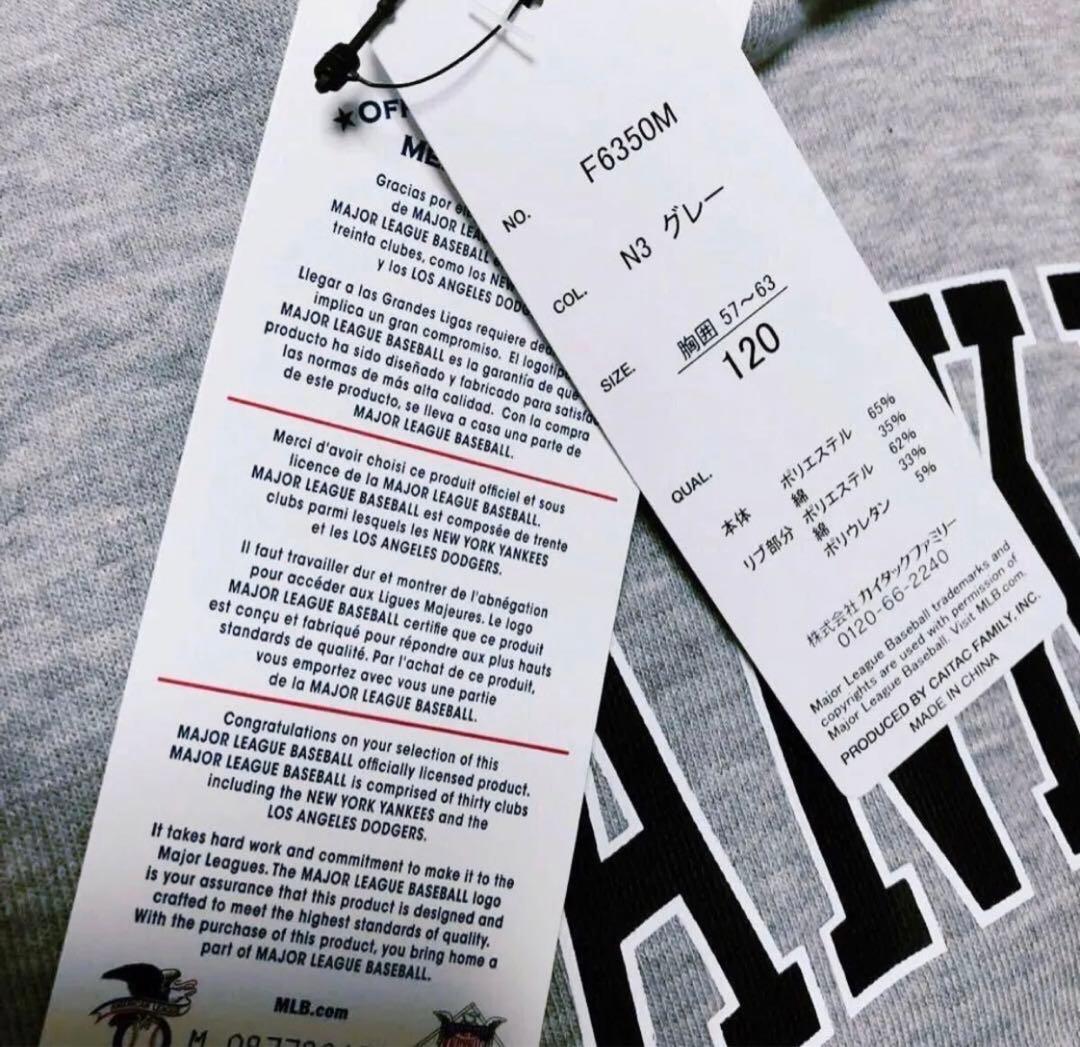 ★OFF
ME
Gracias por
de MAJOR LEA
MAJOR LEAGUE BASEBALL
treinta clubes, como los NEW
y los LOS ANGELES DODG
Llegar a las Grandes Ligas requiere ded
implica un gran compromiso. El logotip
MAJOR LEAGUE BASEBALL es la garantía de que
producto ha sido diseñado y fabricado para satisfa
las normas de más alta calidad. Con la compra
de este producto, se lleva a casa una parte de
MAJOR LEAGUE BASEBALL.
Merci d'avoir choisi ce produit officiel et sous
licence de la MAJOR LEAGUE BASEBALL.
MAJOR LEAGUE BASEBALL est composée de trente
clubs parmi lesquels les NEW YORK YANKEES
et les LOS ANGELES DODGERS.
Il faut travailler dur et montrer de l'abnégation
pour accéder aux Ligues Majeures. Le logo
MAJOR LEAGUE BASEBALL certifie que ce produit
est conçu et fabriqué pour répondre aux plus hauts
standards de qualité. Par l'achat de ce produit,
vous emportez avec vous une partie
de la MAJOR LEAGUE BASEBALL.
Congratulations on your selection of this
MAJOR LEAGUE BASEBALL officially licensed product.
MAJOR LEAGUE BASEBALL is comprised of thirty clubs
including the NEW YORK YANKEES and the
LOS ANGELES DODGERS.
It takes hard work and commitment to make it to the
Major Leagues. The MAJOR LEAGUE BASEBALL logo
is your assurance that this product is designed and
crafted to meet the highest standards of quality.
With the purchase of this product, you bring home a
part of MAJOR LEAGUE BASEBALL.
MLB.com
AMERICAN LEAGUE
NO. F6350M
COL. N3 グレー
SIZE. 胸囲 57〜63
120
QUAL.
本体 ポリエステル 65%
綿 35%
リブ部分 ポリエステル 62%
綿 33%
ポリウレタン 5%
株式会社カイタックファミリー
0120-66-2240
Major League Baseball trademarks and
copyrights are used with permission of
Major League Baseball. Visit MLB.com.
PRODUCED BY CAITAC FAMILY, INC.
MADE IN CHINA